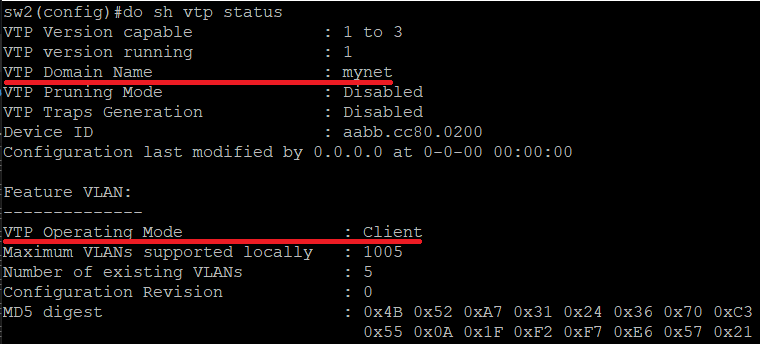 sw2(config)#do sh vtp status
VTP Version capable : 1 to 3
VTP version running : 1
VTP Domain Name : mynet
VTP Pruning Mode : Disabled
VTP Traps Generation : Disabled
Device ID : aabb.cc80.0200
Configuration last modified by 0.0.0.0 at 0-0-00 00:00:00
Feature VLAN:
--------------
VTP Operating Mode : Client
Maximum VLANs supported locally : 1005
Number of existing VLANs : 5
Configuration Revision : 0
MD5 digest : 0x4B 0x52 0xA7 0x31 0x24 0x36 0x70 0xC3
0x55 0x0A 0x1F 0xF2 0xF7 0xE6 0x57 0x21